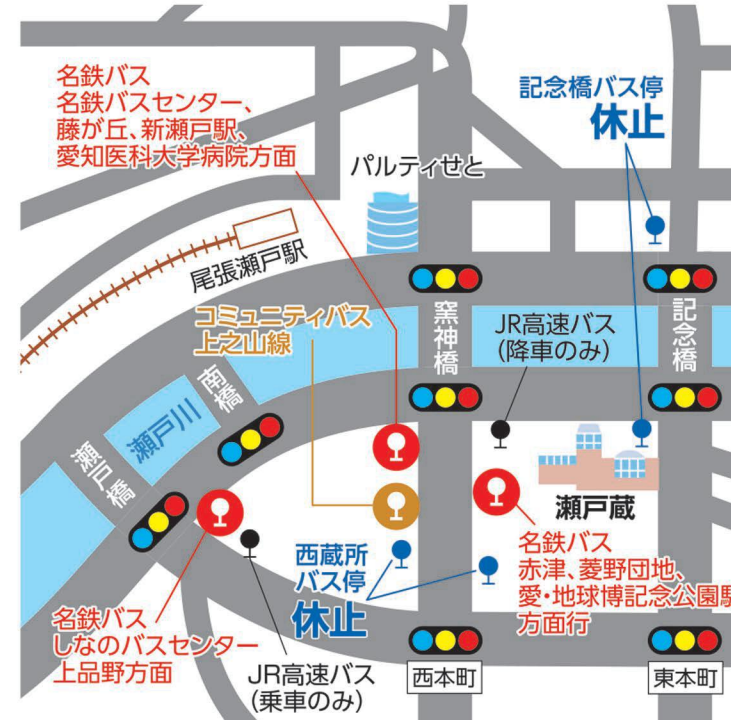 名鉄バス
名鉄バスセンター、
藤が丘、新瀬戸駅、
愛知医科大学病院方面
記念橋バス停
休止
パルティせと
尾張瀬戸駅
コミュニティバス
上之山線
窯神橋
JR高速バス
(降車のみ)
記念橋
南橋
瀬戸川
瀬戸橋
瀬戸蔵
西蔵所
バス停
休止
名鉄バス
赤津、菱野団地、
愛・地球博記念公園駅
方面行
名鉄バス
しなのバスセンター
上品野方面
JR高速バス
(乗車のみ)
西本町
東本町